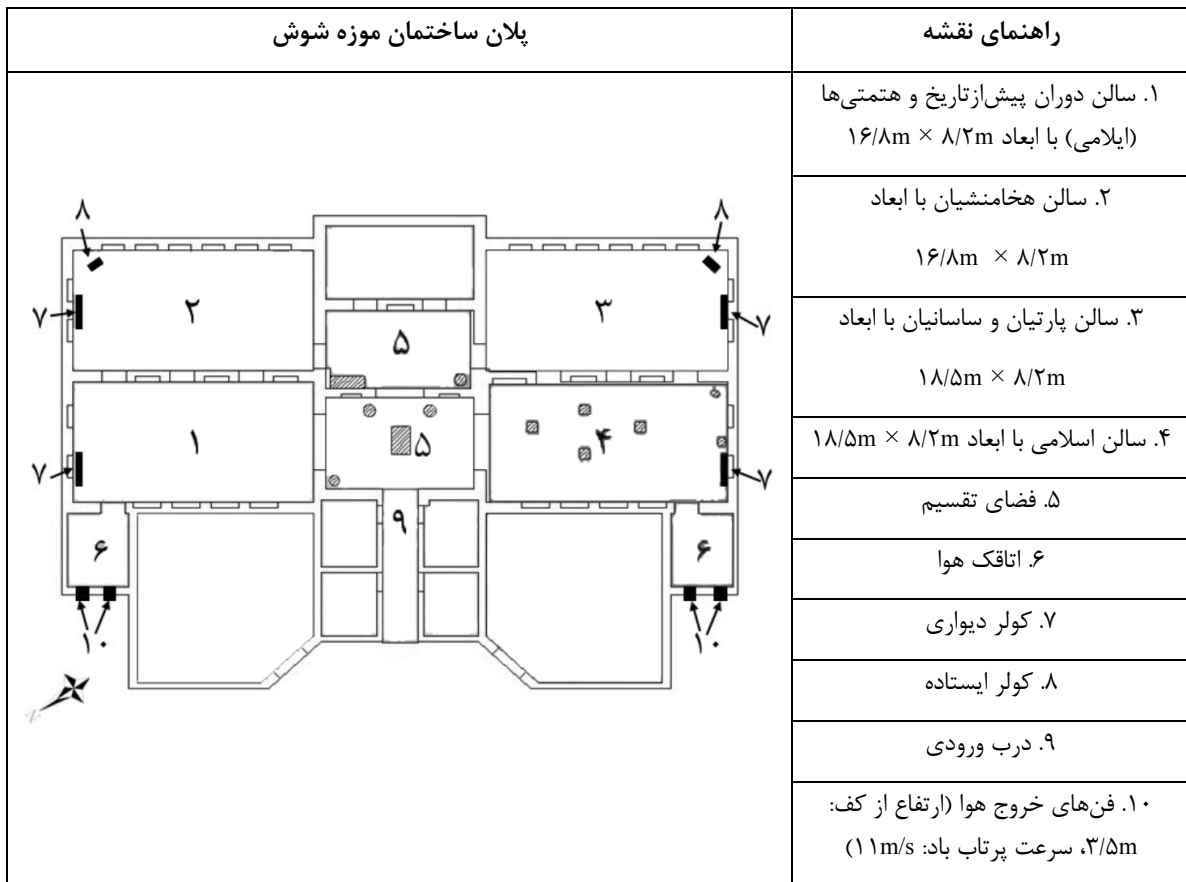 راهنمای نقشه
پلان ساختمان موزه شوش
۱. سالن دوران پیش‌ازتاریخ و هتمتی‌ها
(ایلامی) با ابعاد ۱۶/۸m × ۸/۲m
۲. سالن هخامنشیان با ابعاد
۱۶/۸m × ۸/۲m
۳. سالن پارتیان و ساسانیان با ابعاد
۱۸/۵m × ۸/۲m
۴. سالن اسلامی با ابعاد ۱۸/۵m × ۸/۲m
۵. فضای تقسیم
۶. اتاقک هوا
۷. کولر دیواری
۸. کولر ایستاده
۹. درب ورودی
۱۰. فن‌های خروج هوا (ارتفاع از کف:
۳/۵m، سرعت پرتاب باد: ۱۱m/s)
۸
۸
۷
۲
۳
۷
۵
۱
۵
۴
۷
۷
۹
۶
۶
۱۰
۱۰
N